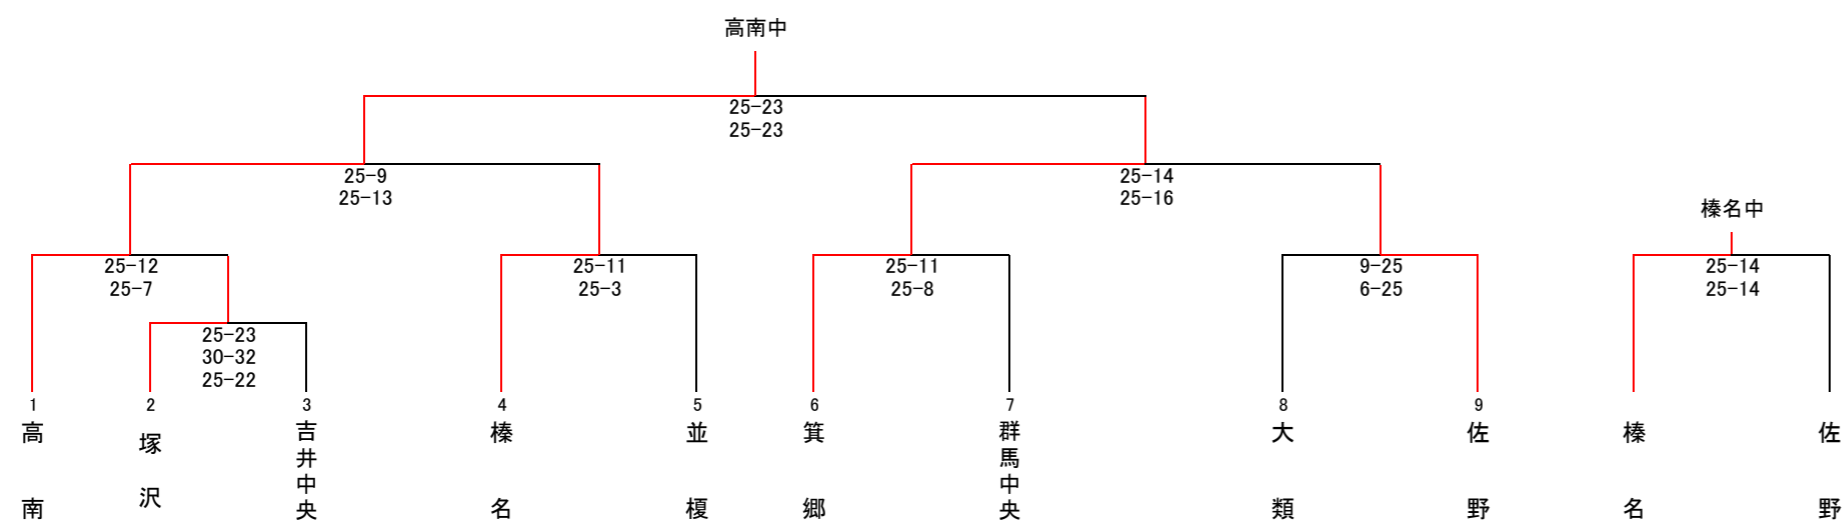 高南中
25-23
25-23
25-9
25-13
25-14
25-16
榛名中
25-12
25-7
25-11
25-3
25-11
25-8
9-25
6-25
25-14
25-14
25-23
30-32
25-22
1
2
3
4
5
6
7
8
9
高南
塚沢
吉井中央
榛名
並榎
箕郷
群馬中央
大類
佐野
榛名
佐野